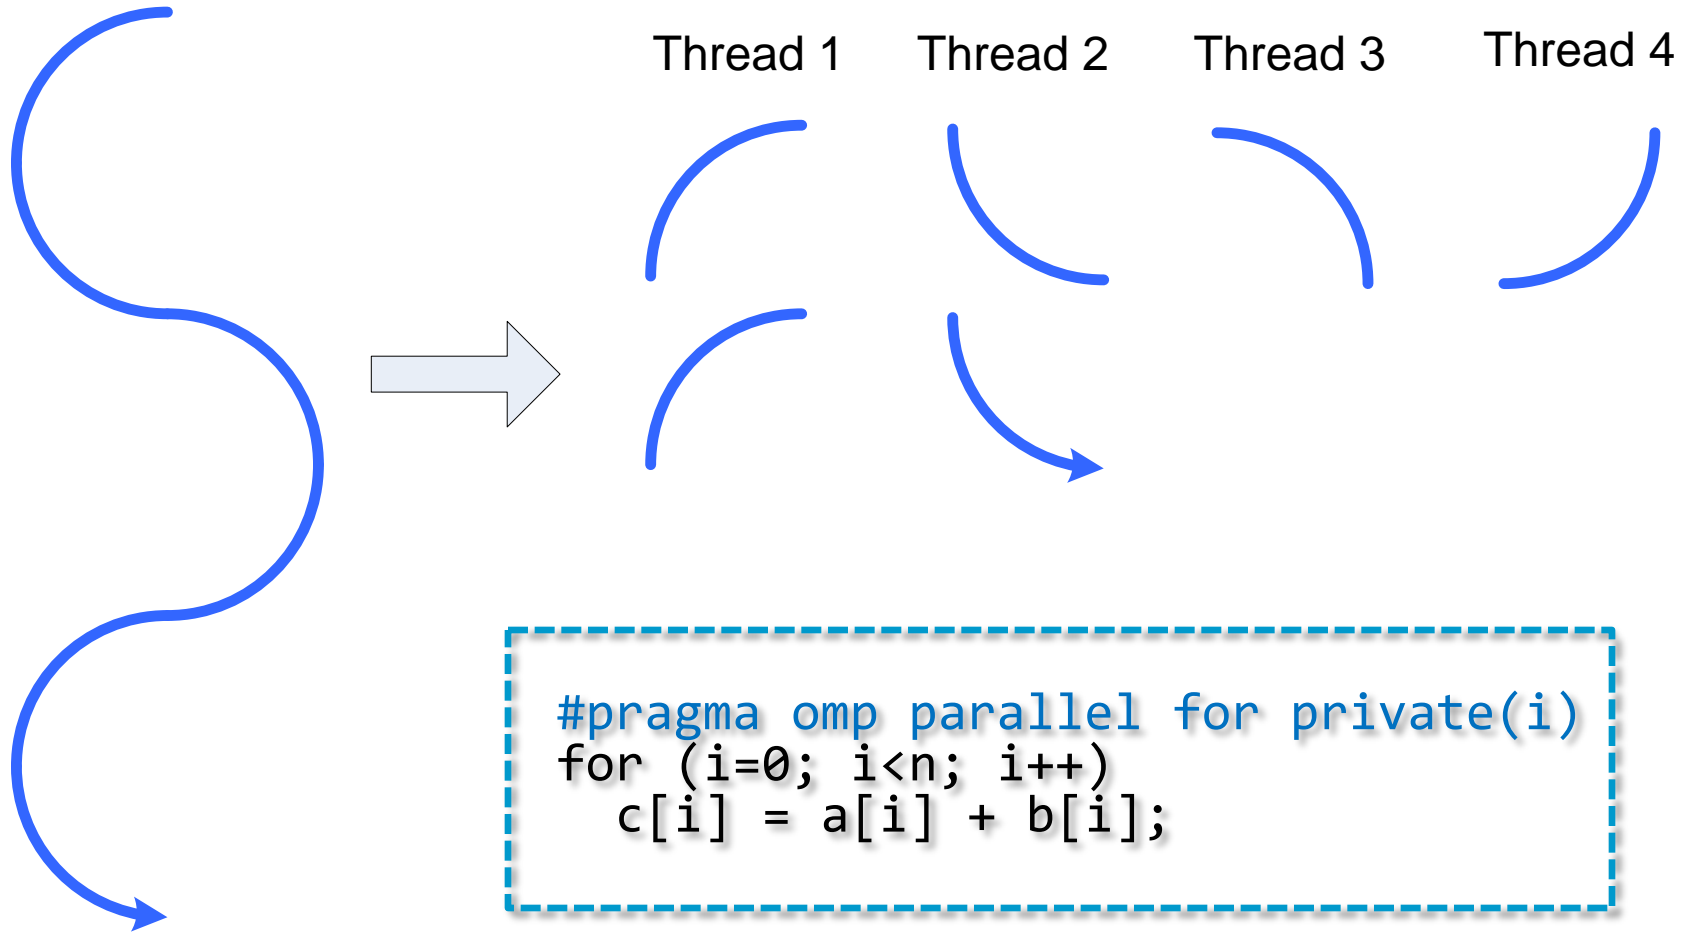 Thread 1 Thread 2 Thread 3 Thread 4
#pragma omp parallel for private(i)
for (i=0; i<n; i++)
  c[i] = a[i] + b[i];